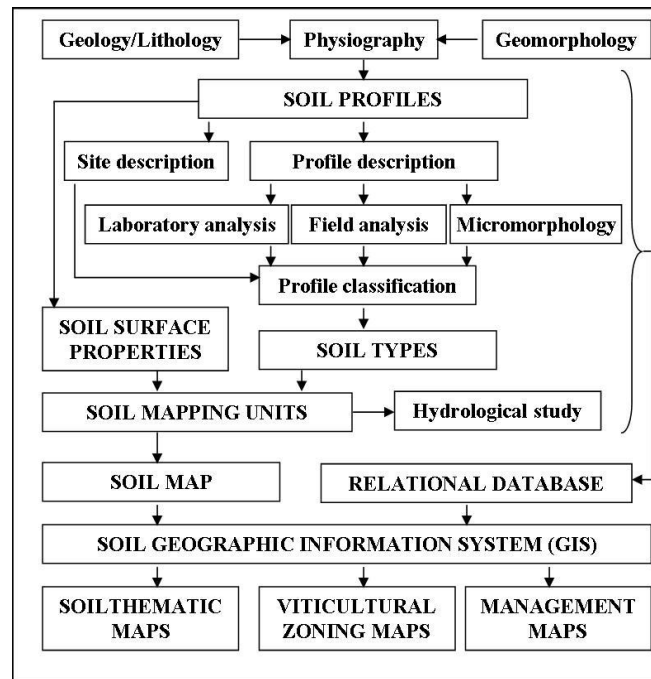 Geology/Lithology
Physiography
Geomorphology
SOIL PROFILES
Site description
Profile description
Laboratory analysis
Field analysis
Micromorphology
Profile classification
SOIL SURFACE
PROPERTIES
SOIL TYPES
SOIL MAPPING UNITS
Hydrological study
SOIL MAP
RELATIONAL DATABASE
SOIL GEOGRAPHIC INFORMATION SYSTEM (GIS)
SOILTHEMATIC
MAPS
VITICULTURAL
ZONING MAPS
MANAGEMENT
MAPS